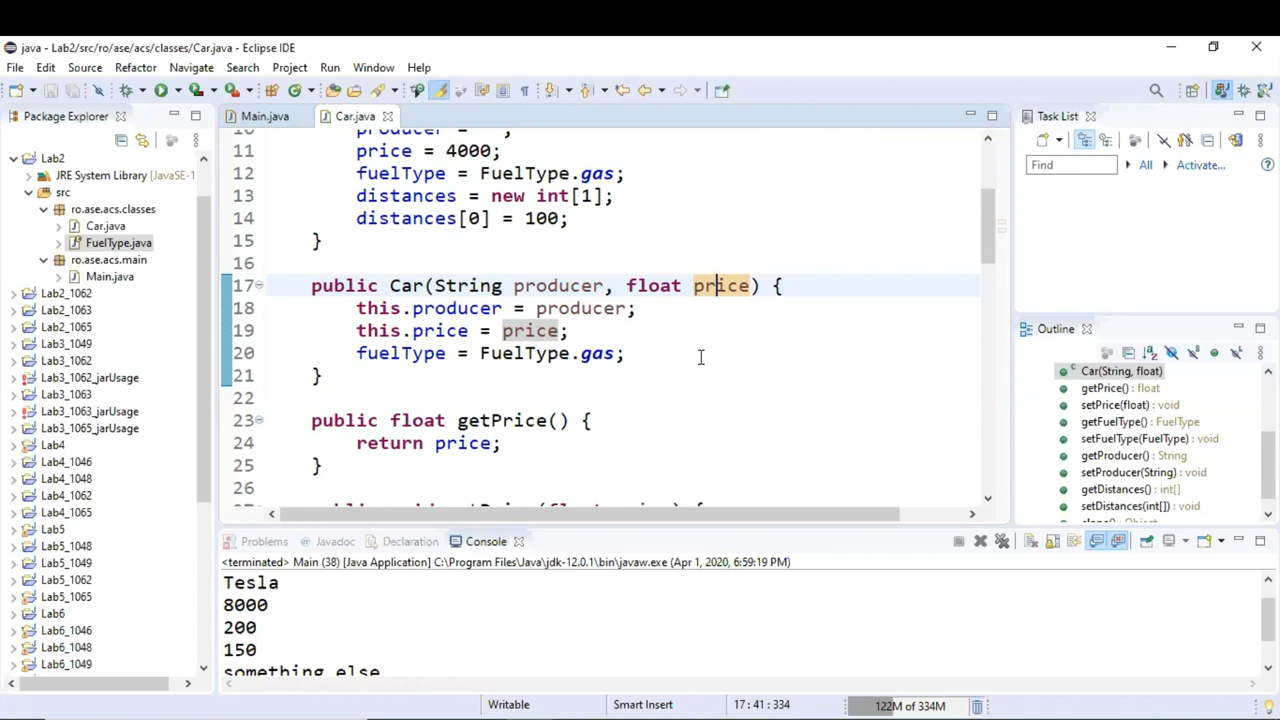 java - Lab2/src/ro/ase/acs/classes/Car.java - Eclipse IDE
File Edit Source Refactor Navigate Search Project Run Window Help
Package Explorer
Lab2
JRE System Library [JavaSE-1
src
ro.ase.acs.classes
Car.java
FuelType.java
ro.ase.acs.main
Main.java
Lab2_1062
Lab2_1063
Lab2_1065
Lab3_1049
Lab3_1062
Lab3_1062_jarUsage
Lab3_1063
Lab3_1063_jarUsage
Lab3_1065_jarUsage
Lab4
Lab4_1046
Lab4_1048
Lab4_1062
Lab4_1065
Lab5
Lab5_1048
Lab5_1049
Lab5_1062
Lab5_1065
Lab6
Lab6_1046
Lab6_1048
Lab6_1049
Main.java Car.java
10 producer = " ";
11 price = 4000;
12 fuelType = FuelType.gas;
13 distances = new int[1];
14 distances[0] = 100;
15 }
16
17 public Car(String producer, float price) {
18 this.producer = producer;
19 this.price = price;
20 fuelType = FuelType.gas;
21 }
22
23 public float getPrice() {
24 return price;
25 }
26
Task List
Find All Activate...
Outline
Car(String, float)
getPrice() : float
setPrice(float) : void
getFuelType() : FuelType
setFuelType(FuelType) : void
getProducer() : String
setProducer(String) : void
getDistances() : int[]
setDistances(int[]) : void
clone() : Object
Problems Javadoc Declaration Console
<terminated> Main (38) [Java Application] C:\Program Files\Java\jdk-12.0.1\bin\javaw.exe (Apr 1, 2020, 6:59:19 PM)
Tesla
8000
200
150
something else
Writable Smart Insert 17 : 41 : 334 122M of 334M